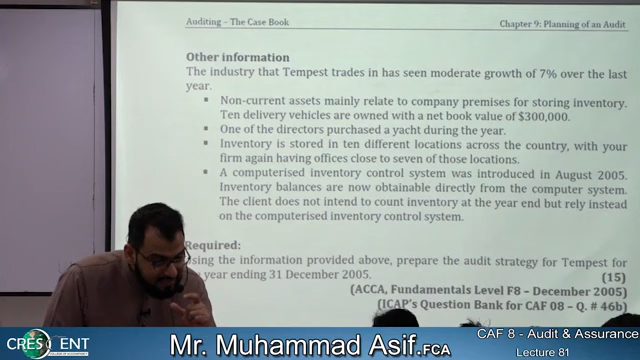 Auditing – The Case Book
Chapter 9: Planning of an Audit
Other information
The industry that Tempest trades in has seen moderate growth of 7% over the last
year.
▪ Non-current assets mainly relate to company premises for storing inventory.
Ten delivery vehicles are owned with a net book value of $300,000.
▪ One of the directors purchased a yacht during the year.
▪ Inventory is stored in ten different locations across the country, with your
firm again having offices close to seven of those locations.
▪ A computerised inventory control system was introduced in August 2005.
Inventory balances are now obtainable directly from the computer system.
The client does not intend to count inventory at the year end but rely instead
on the computerised inventory control system.
Required:
Using the information provided above, prepare the audit strategy for Tempest for
year ending 31 December 2005.
(15)
(ACCA, Fundamentals Level F8 – December 2005)
(ICAP's Question Bank for CAF 08 – Q. # 46b)
CRESCENT
COLLEGE OF ACCOUNTANCY
Mr. Muhammad Asif.FCA
CAF 8 - Audit & Assurance
Lecture 81